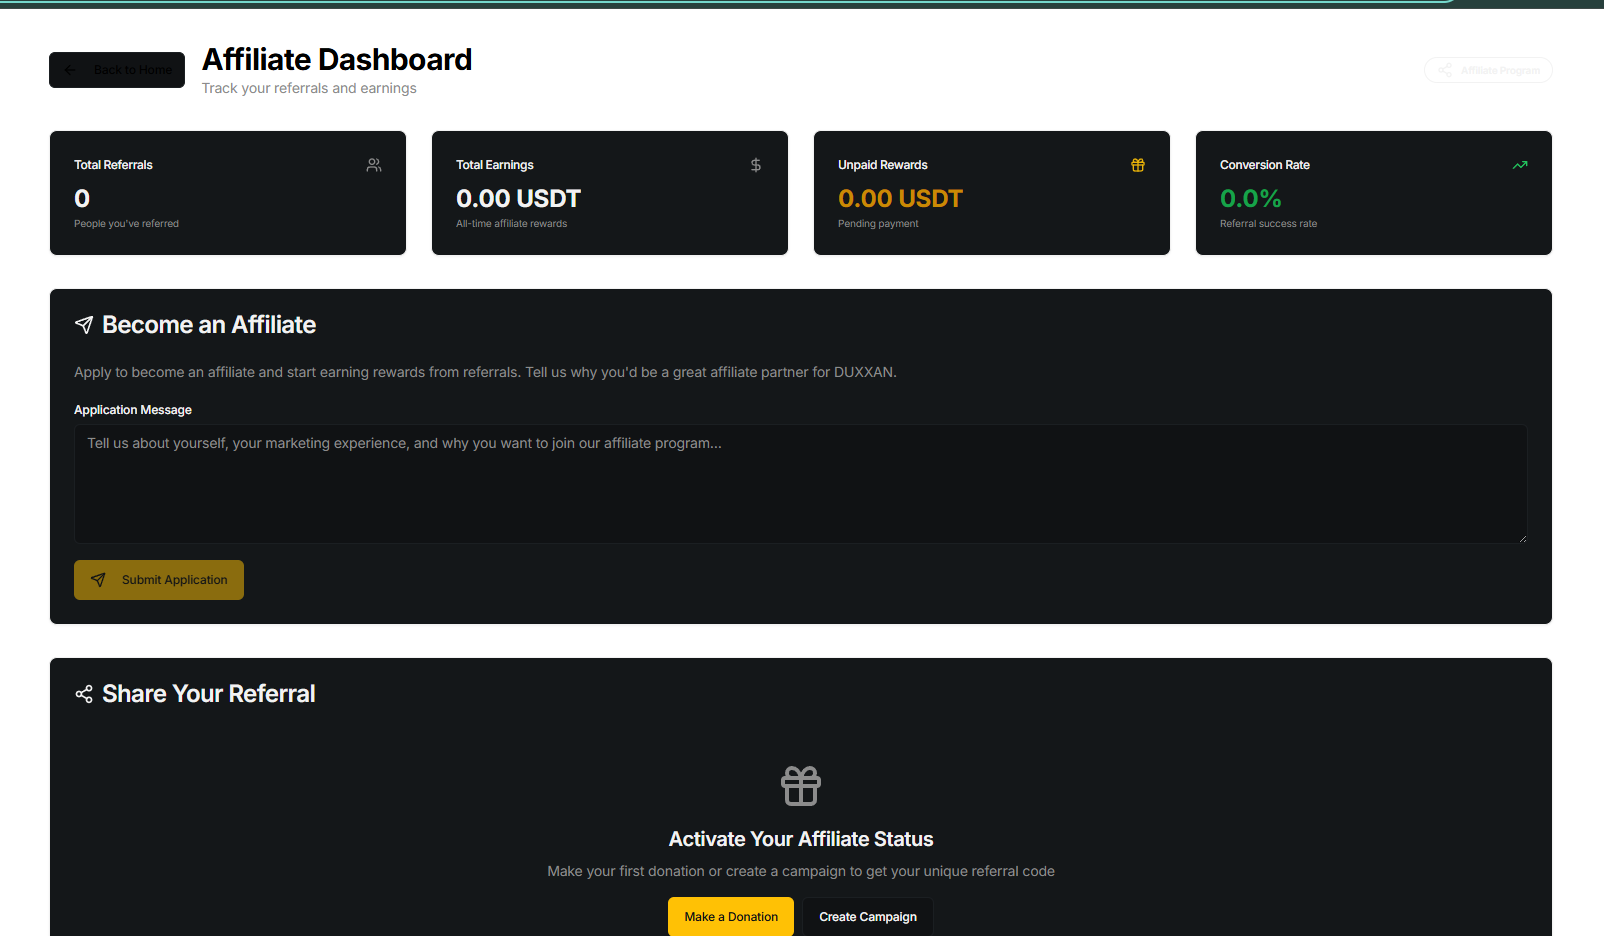 Back to Home
Affiliate Dashboard
Track your referrals and earnings
Affiliate Program
Total Referrals
0
People you've referred
Total Earnings
0.00 USDT
All-time affiliate rewards
Unpaid Rewards
0.00 USDT
Pending payment
Conversion Rate
0.0%
Referral success rate
Become an Affiliate
Apply to become an affiliate and start earning rewards from referrals. Tell us why you'd be a great affiliate partner for DUXXAN.
Application Message
Tell us about yourself, your marketing experience, and why you want to join our affiliate program...
Submit Application
Share Your Referral
Activate Your Affiliate Status
Make your first donation or create a campaign to get your unique referral code
Make a Donation
Create Campaign